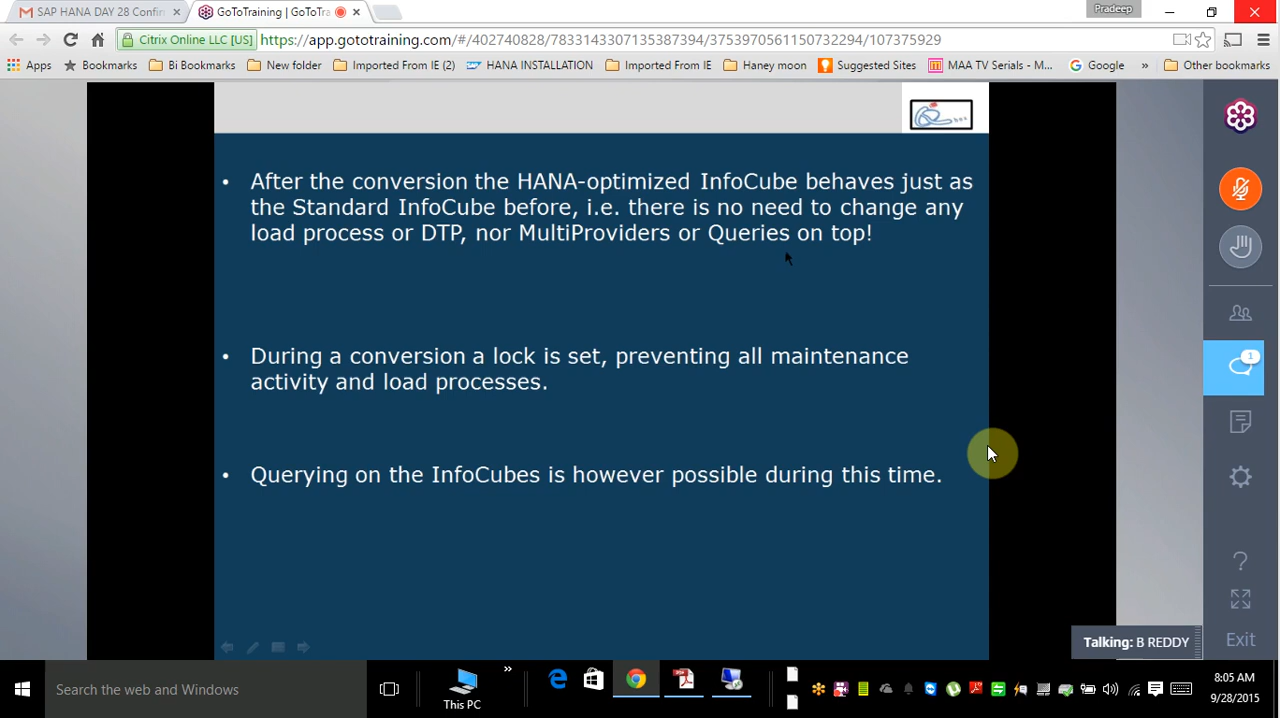 SAP HANA DAY 28 Confir
GoToTraining | GoToTra
Pradeep
Citrix Online LLC [US]
https://app.gototraining.com/#/402740828/7833143307135387394/3753970561150732294/107375929
Apps
Bookmarks
Bi Bookmarks
New folder
Imported From IE (2)
HANA INSTALLATION
Imported From IE
Haney moon
Suggested Sites
MAA TV Serials - M...
Google
»
Other bookmarks
• After the conversion the HANA-optimized InfoCube behaves just as
the Standard InfoCube before, i.e. there is no need to change any
load process or DTP, nor MultiProviders or Queries on top!
• During a conversion a lock is set, preventing all maintenance
activity and load processes.
• Querying on the InfoCubes is however possible during this time.
1
?
Talking: B REDDY
Exit
Search the web and Windows
This PC
»
8:05 AM
9/28/2015